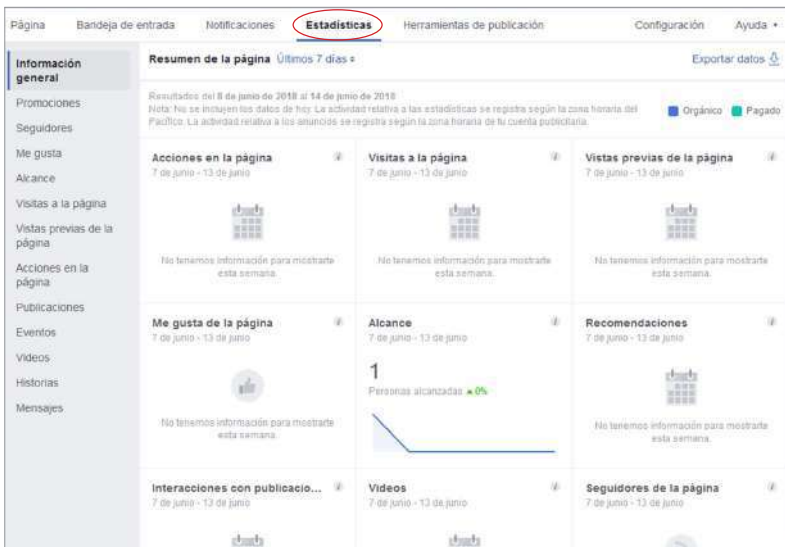 Página Bandeja de entrada Notificaciones Estadísticas Herramientas de publicación Configuración Ayuda
Información general
Promociones
Seguidores
Me gusta
Alcance
Visitas a la página
Vistas previas de la página
Acciones en la página
Publicaciones
Eventos
Videos
Historias
Mensajes
Resumen de la página Últimos 7 días
Exportar datos
Resultados del 8 de junio de 2018 al 14 de junio de 2018
Nota: No se incluyen los datos de hoy. La actividad relativa a las estadísticas se registra según la zona horaria del
Pacífico. La actividad relativa a los anuncios se registra según la zona horaria de tu cuenta publicitaria.
Orgánico Pagado
Acciones en la página
7 de junio - 13 de junio
No tenemos información para mostrarte
esta semana.
Visitas a la página
7 de junio - 13 de junio
No tenemos información para mostrarte
esta semana.
Vistas previas de la página
7 de junio - 13 de junio
No tenemos información para mostrarte
esta semana.
Me gusta de la página
7 de junio - 13 de junio
No tenemos información para mostrarte
esta semana.
Alcance
7 de junio - 13 de junio
1
Personas alcanzadas ▲0%
Recomendaciones
7 de junio - 13 de junio
No tenemos información para mostrarte
esta semana.
Interacciones con publicacio...
7 de junio - 13 de junio
Videos
7 de junio - 13 de junio
Seguidores de la página
7 de junio - 13 de junio